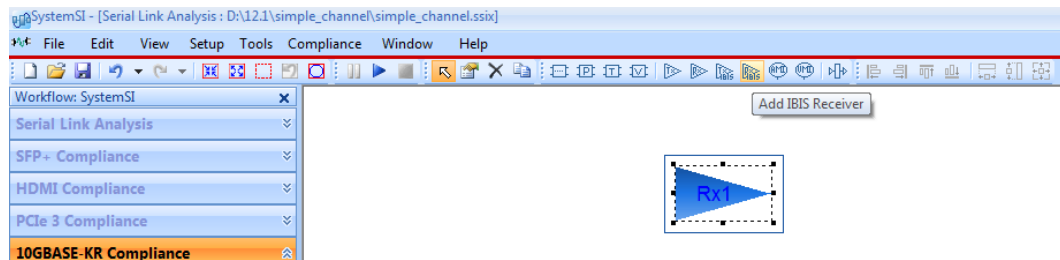 SystemSI - [Serial Link Analysis : D:\12.1\simple_channel\simple_channel.ssix]
File Edit View Setup Tools Compliance Window Help
Workflow: SystemSI
Add IBIS Receiver
Serial Link Analysis
SFP+ Compliance
HDMI Compliance
Rx1
PCIe 3 Compliance
10GBASE-KR Compliance